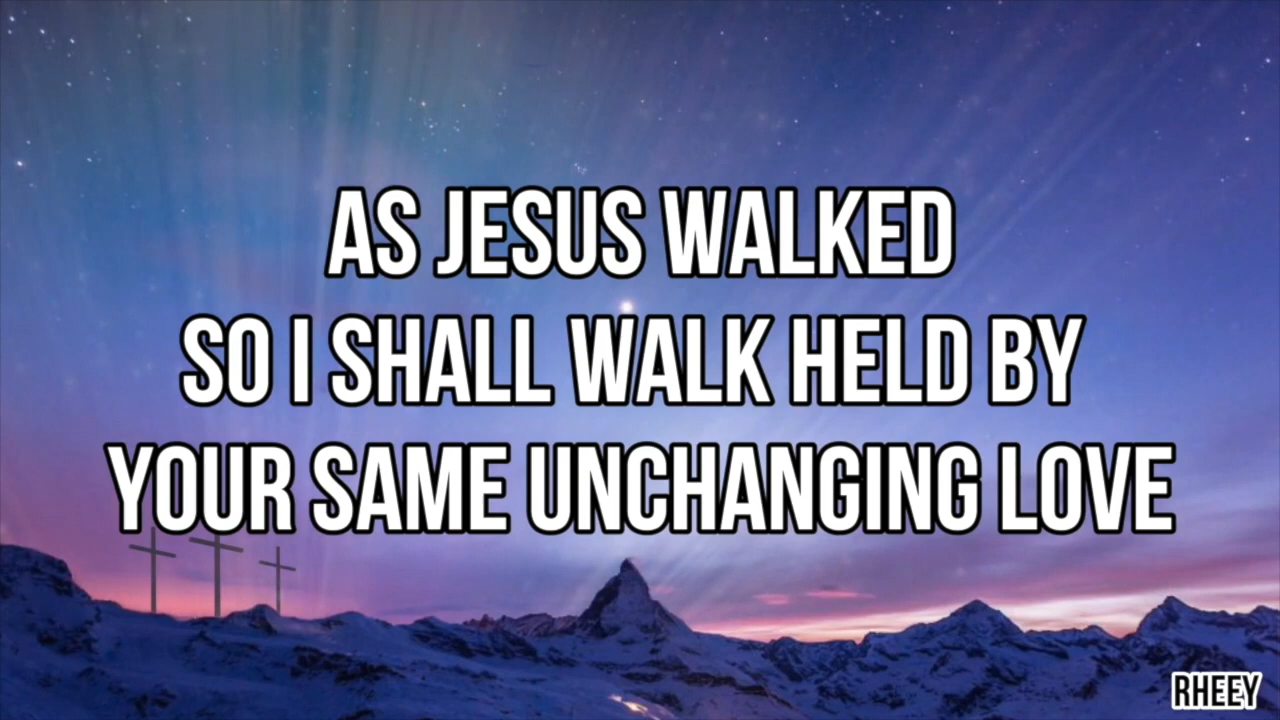 AS JESUS WALKED
SO I SHALL WALK HELD BY
YOUR SAME UNCHANGING LOVE
RHEEY